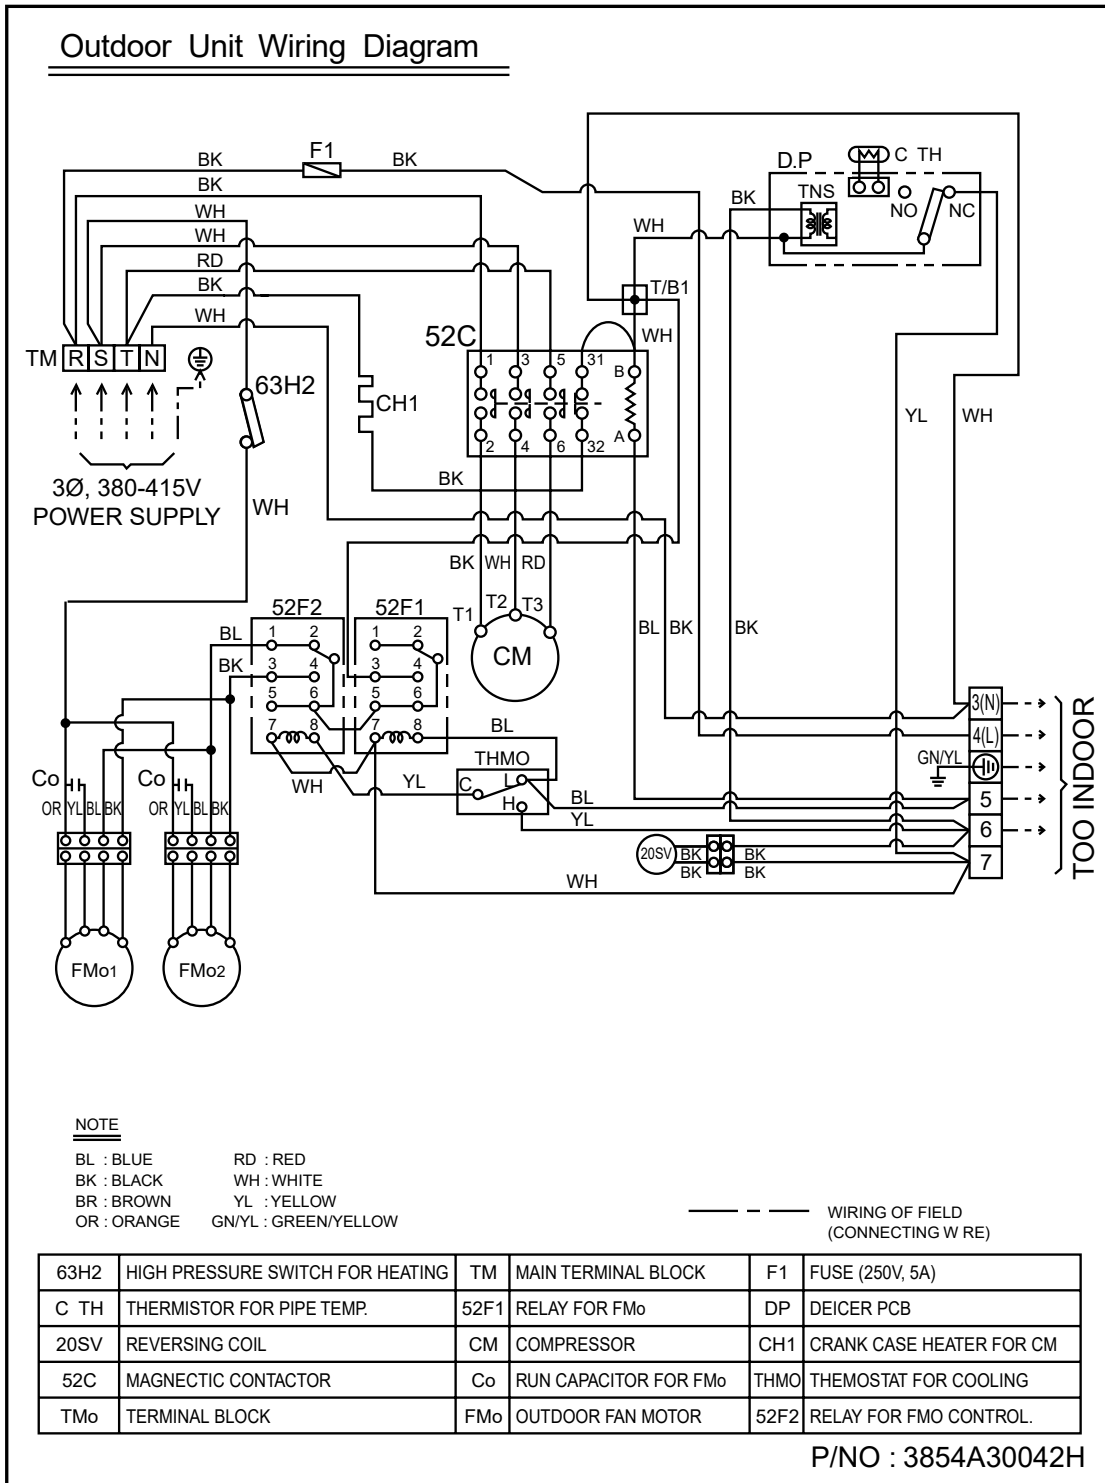 Outdoor Unit Wiring Diagram
BK F1 BK
BK
WH
WH
RD
BK
WH
TM R S T N
63H2
3Ø, 380-415V
POWER SUPPLY
WH
CH1
BK
52C
1 3 5 31 B
2 4 6 32 A
WH
T/B1
WH
D.P
C TH
TNS
NO NC
BK
YL WH
BK WH RD
T1 T2 T3
CM
BL BK BK
52F2 52F1
1 2
3 4
5 6
7 8
1 2
3 4
5 6
7 8
BL
BK
WH
YL
BL
THMO
C L
H
BL
YL
20SV
BK BK
BK BK
WH
3(N)
4(L)
GN/YL
5
6
7
TOO INDOOR
Co Co
OR YL BL BK OR YL BL BK
FMo1 FMo2
NOTE
BL : BLUE RD : RED
BK : BLACK WH : WHITE
BR : BROWN YL : YELLOW
OR : ORANGE GN/YL : GREEN/YELLOW
WIRING OF FIELD
(CONNECTING W RE)
63H2 HIGH PRESSURE SWITCH FOR HEATING TM MAIN TERMINAL BLOCK F1 FUSE (250V, 5A)
C TH THERMISTOR FOR PIPE TEMP. 52F1 RELAY FOR FMo DP DEICER PCB
20SV REVERSING COIL CM COMPRESSOR CH1 CRANK CASE HEATER FOR CM
52C MAGNECTIC CONTACTOR Co RUN CAPACITOR FOR FMo THMO THEMOSTAT FOR COOLING
TMo TERMINAL BLOCK FMo OUTDOOR FAN MOTOR 52F2 RELAY FOR FMO CONTROL.
P/NO : 3854A30042H